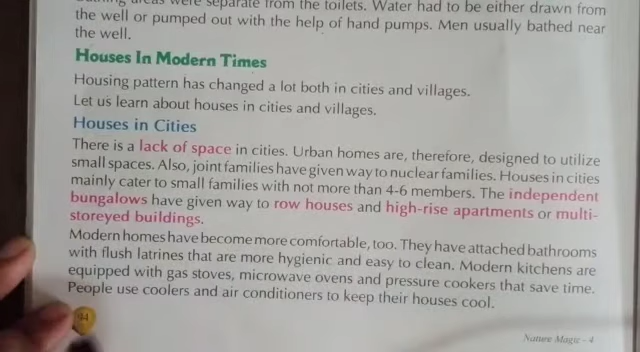 areas were separate from the toilets. Water had to be either drawn from
the well or pumped out with the help of hand pumps. Men usually bathed near
the well.
Houses In Modern Times
Housing pattern has changed a lot both in cities and villages.
Let us learn about houses in cities and villages.
Houses in Cities
There is a lack of space in cities. Urban homes are, therefore, designed to utilize
small spaces. Also, joint families have given way to nuclear families. Houses in cities
mainly cater to small families with not more than 4-6 members. The independent
bungalows have given way to row houses and high-rise apartments or multi-
storeyed buildings.
Modern homes have become more comfortable, too. They have attached bathrooms
with flush latrines that are more hygienic and easy to clean. Modern kitchens are
equipped with gas stoves, microwave ovens and pressure cookers that save time.
People use coolers and air conditioners to keep their houses cool.
Nature Magic - 4